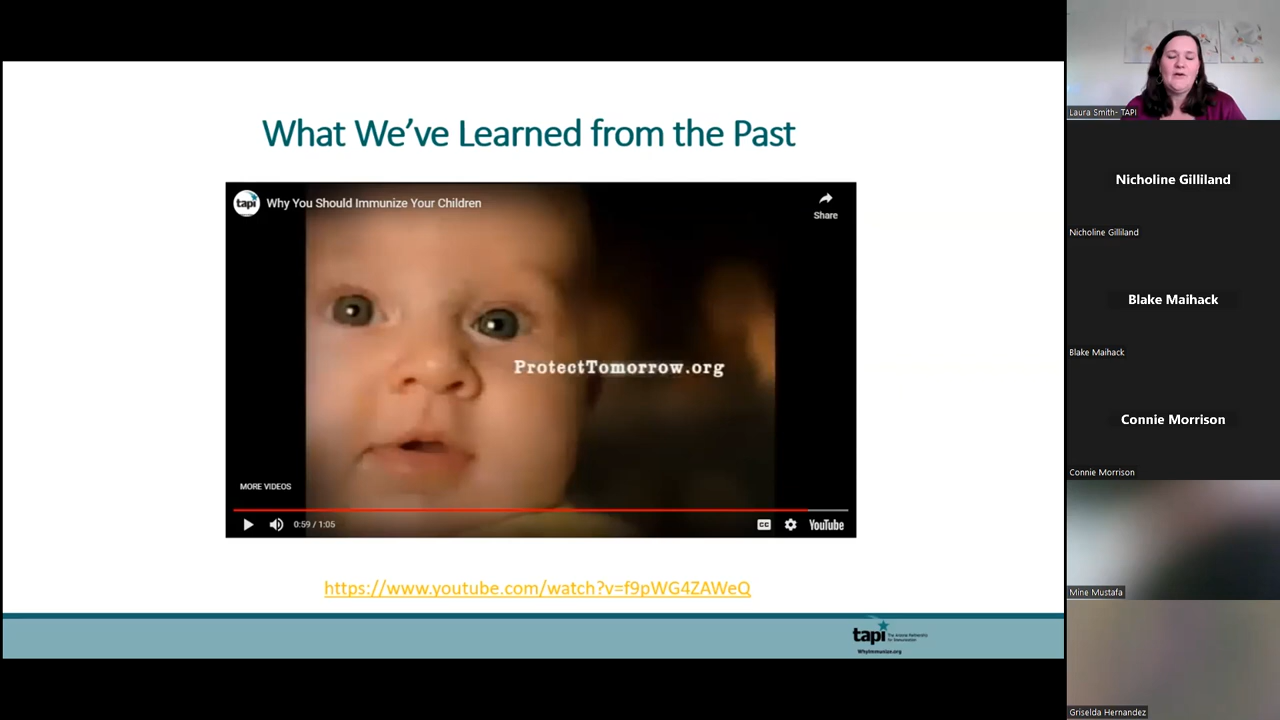 What We've Learned from the Past
tapi
Why You Should Immunize Your Children
Share
ProtectTomorrow.org
MORE VIDEOS
0:59 / 1:05
CC
YouTube
https://www.youtube.com/watch?v=f9pWG4ZAWeQ
tapi
The Arizona Partnership
for Immunization
WhyImmunize.org
Laura Smith- TAPI
Nicholine Gilliland
Nicholine Gilliland
Blake Maihack
Blake Maihack
Connie Morrison
Connie Morrison
Mine Mustafa
Griselda Hernandez